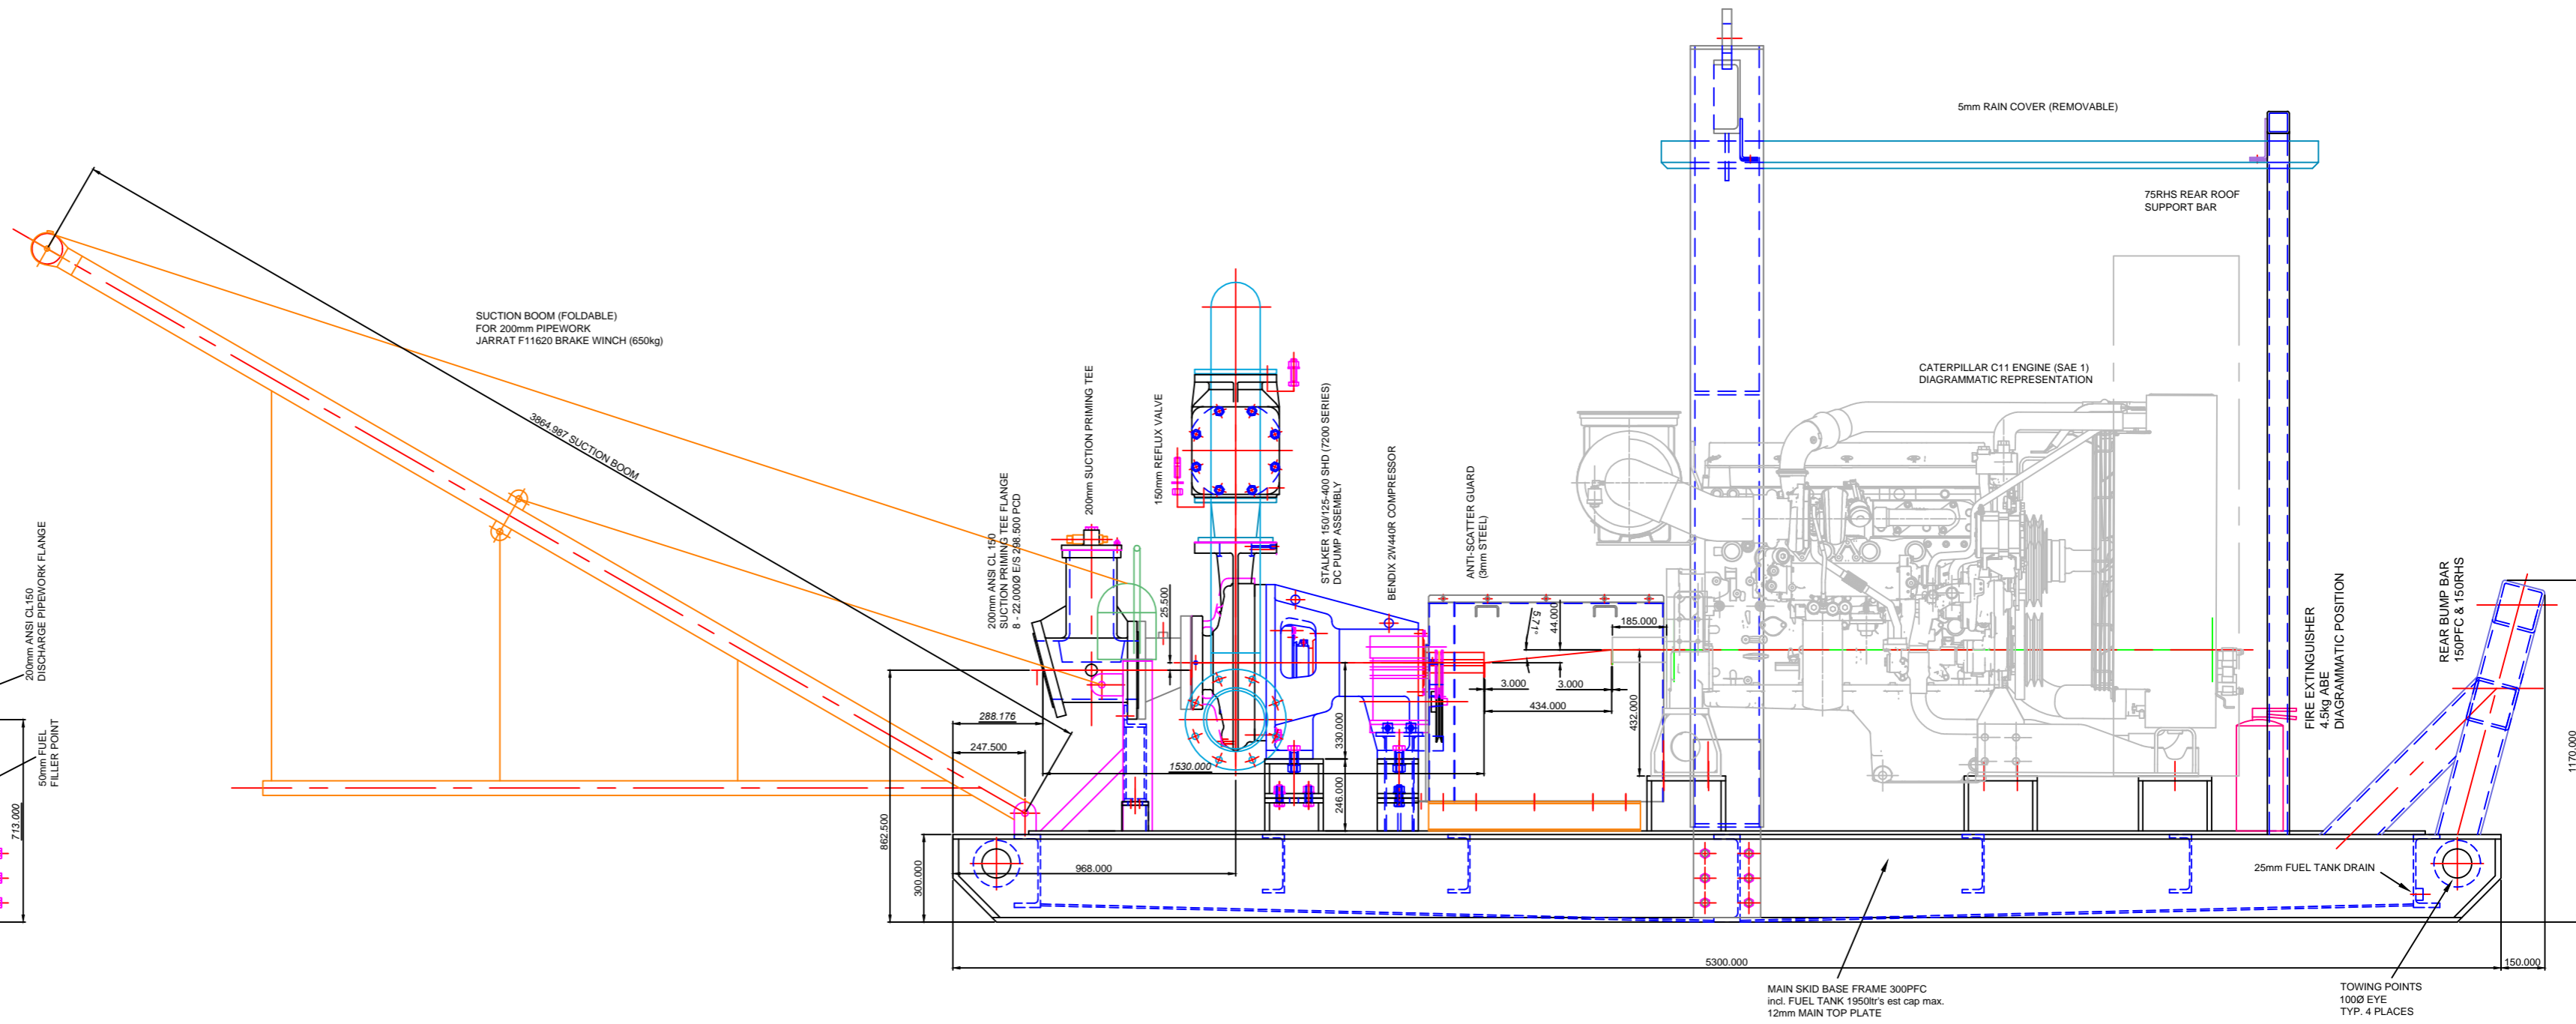 5mm RAIN COVER (REMOVABLE)
75RHS REAR ROOF
SUPPORT BAR
SUCTION BOOM (FOLDABLE)
FOR 200mm PIPEWORK
JARRAT F11620 BRAKE WINCH (650kg)
3864.987 SUCTION BOOM
CATERPILLAR C11 ENGINE (SAE 1)
DIAGRAMMATIC REPRESENTATION
200mm ANSI CL.150
DISCHARGE PIPEWORK FLANGE
50mm FUEL
FILLER POINT
713.000
200mm ANSI CL.150
SUCTION PRIMING TEE FLANGE
8 - 22.000Ø E/S 298.500 PCD
200mm SUCTION PRIMING TEE
150mm REFLUX VALVE
STALKER 150/125-400 SHD (7200 SERIES)
DC PUMP ASSEMBLY
BENDIX 2W440R COMPRESSOR
ANTI-SCATTER GUARD
(3mm STEEL)
25.500
5.71°
44.000
185.000
3.000
3.000
434.000
432.000
330.000
246.000
288.176
247.500
1530.000
862.500
300.000
968.000
FIRE EXTINGUISHER
4.5kg ABE
DIAGRAMMATIC POSITION
REAR BUMP BAR
150PFC & 150RHS
1170.000
25mm FUEL TANK DRAIN
5300.000
150.000
MAIN SKID BASE FRAME 300PFC
incl. FUEL TANK 1950ltr's est cap max.
12mm MAIN TOP PLATE
TOWING POINTS
100Ø EYE
TYP. 4 PLACES